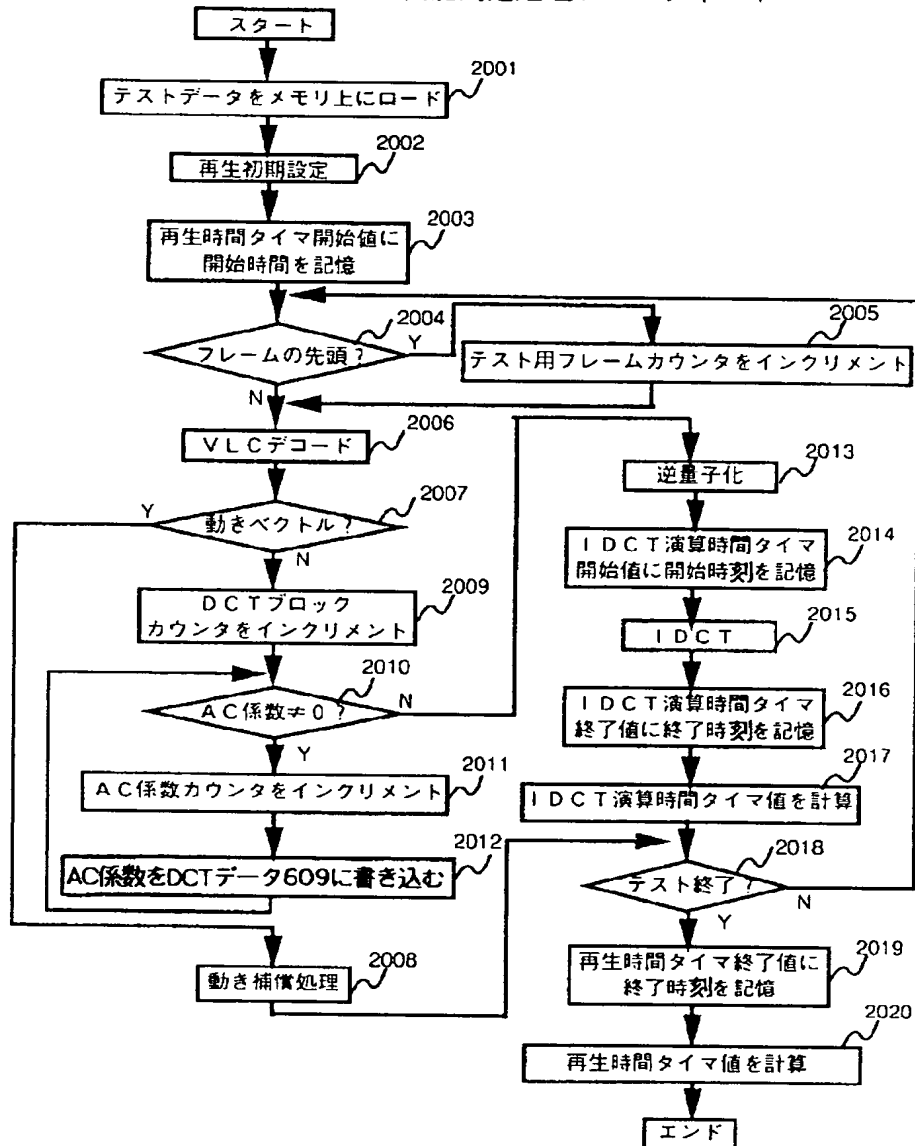 スタート
2001
テストデータをメモリ上にロード
2002
再生初期設定
2003
再生時間タイマ開始値に
開始時間を記憶
2004
フレームの先頭?
Y
N
2005
テスト用フレームカウンタをインクリメント
2006
VLCデコード
2007
動きベクトル?
Y
N
2009
DCTブロック
カウンタをインクリメント
2010
AC係数≠0?
N
Y
2011
AC係数カウンタをインクリメント
2012
AC係数をDCTデータ609に書き込む
2008
動き補償処理
2013
逆量子化
2014
IDCT演算時間タイマ
開始値に開始時刻を記憶
2015
IDCT
2016
IDCT演算時間タイマ
終了値に終了時刻を記憶
2017
IDCT演算時間タイマ値を計算
2018
テスト終了?
N
Y
2019
再生時間タイマ終了値に
終了時刻を記憶
2020
再生時間タイマ値を計算
エンド